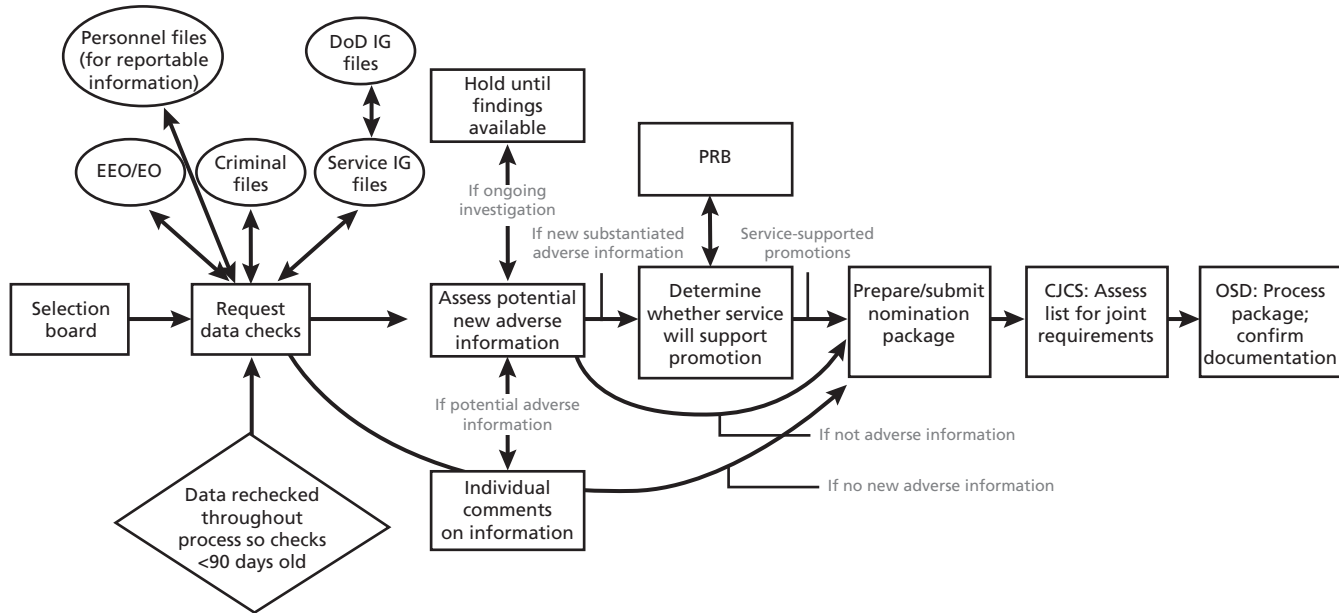 Personnel files
(for reportable
information)
DoD IG
files
EEO/EO
Criminal
files
Service IG
files
Hold until
findings
available
PRB
If ongoing
investigation
If new substantiated
adverse information
Service-supported
promotions
Selection
board
Request
data checks
Assess potential
new adverse
information
Determine
whether service
will support
promotion
Prepare/submit
nomination
package
CJCS: Assess
list for joint
requirements
OSD: Process
package;
confirm
documentation
If potential adverse
information
If not adverse information
If no new adverse information
Individual
comments
on information
Data rechecked
throughout
process so checks
<90 days old